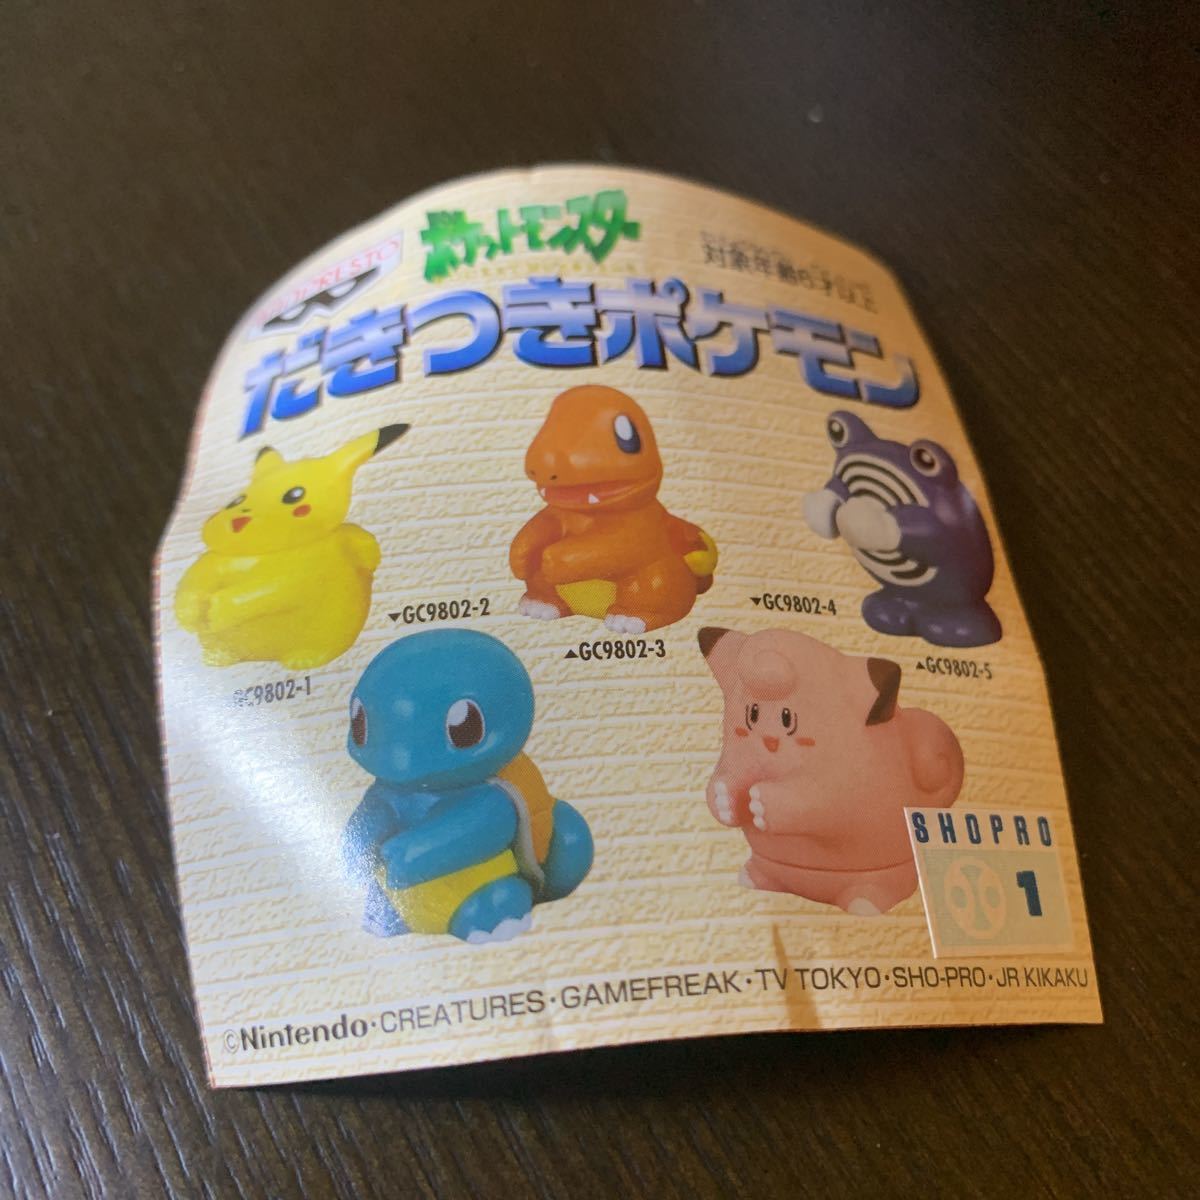 BANPRESTO
ポケットモンスター
対象年齢6才以上
だきつきポケモン
GC9802-1
▼GC9802-2
▲GC9802-3
▼GC9802-4
▲GC9802-5
SHOPRO
1
©Nintendo・CREATURES・GAMEFREAK・TV TOKYO・SHO-PRO・JR KIKAKU